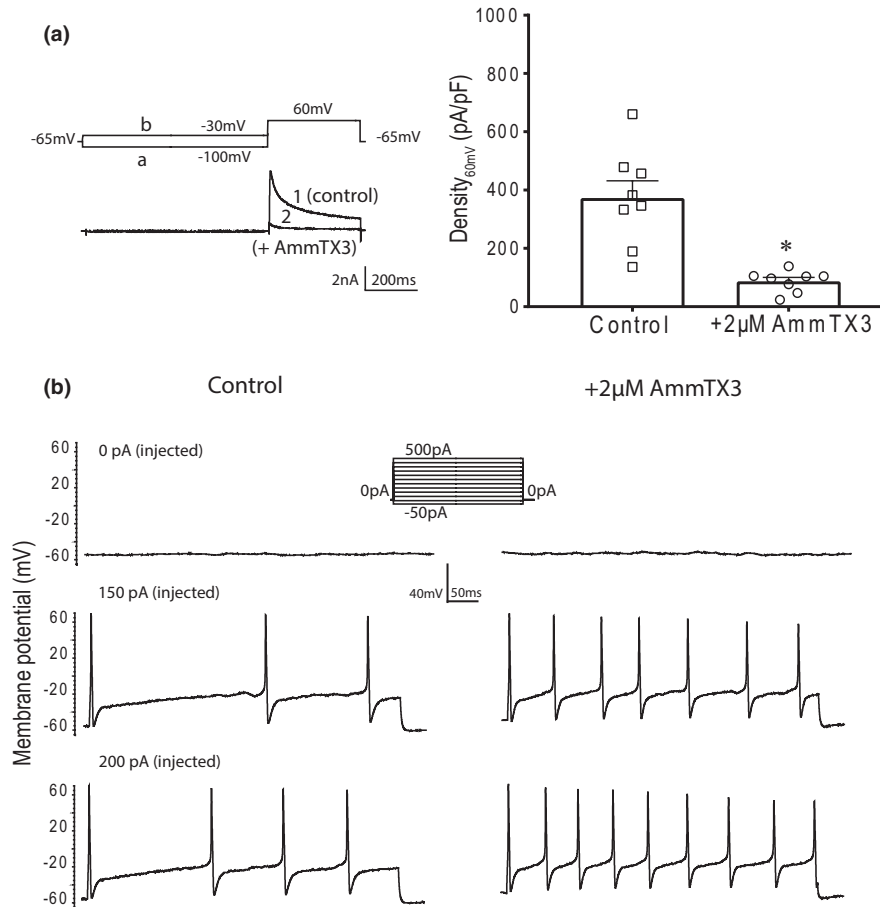 (a)
b
-30mV
60mV
-65mV
-65mV
a
-100mV
1 (control)
2
(+ AmmTX3)
2nA
200ms
Density60mV (pA/pF)
1000
800
600
400
200
0
*
Control
+2μM AmmTX3
(b)
Control
+2μM AmmTX3
Membrane potential (mV)
60
20
-20
-60
0 pA (injected)
500pA
0pA
0pA
-50pA
40mV
50ms
60
20
-20
-60
150 pA (injected)
200 pA (injected)
60
20
-20
-60